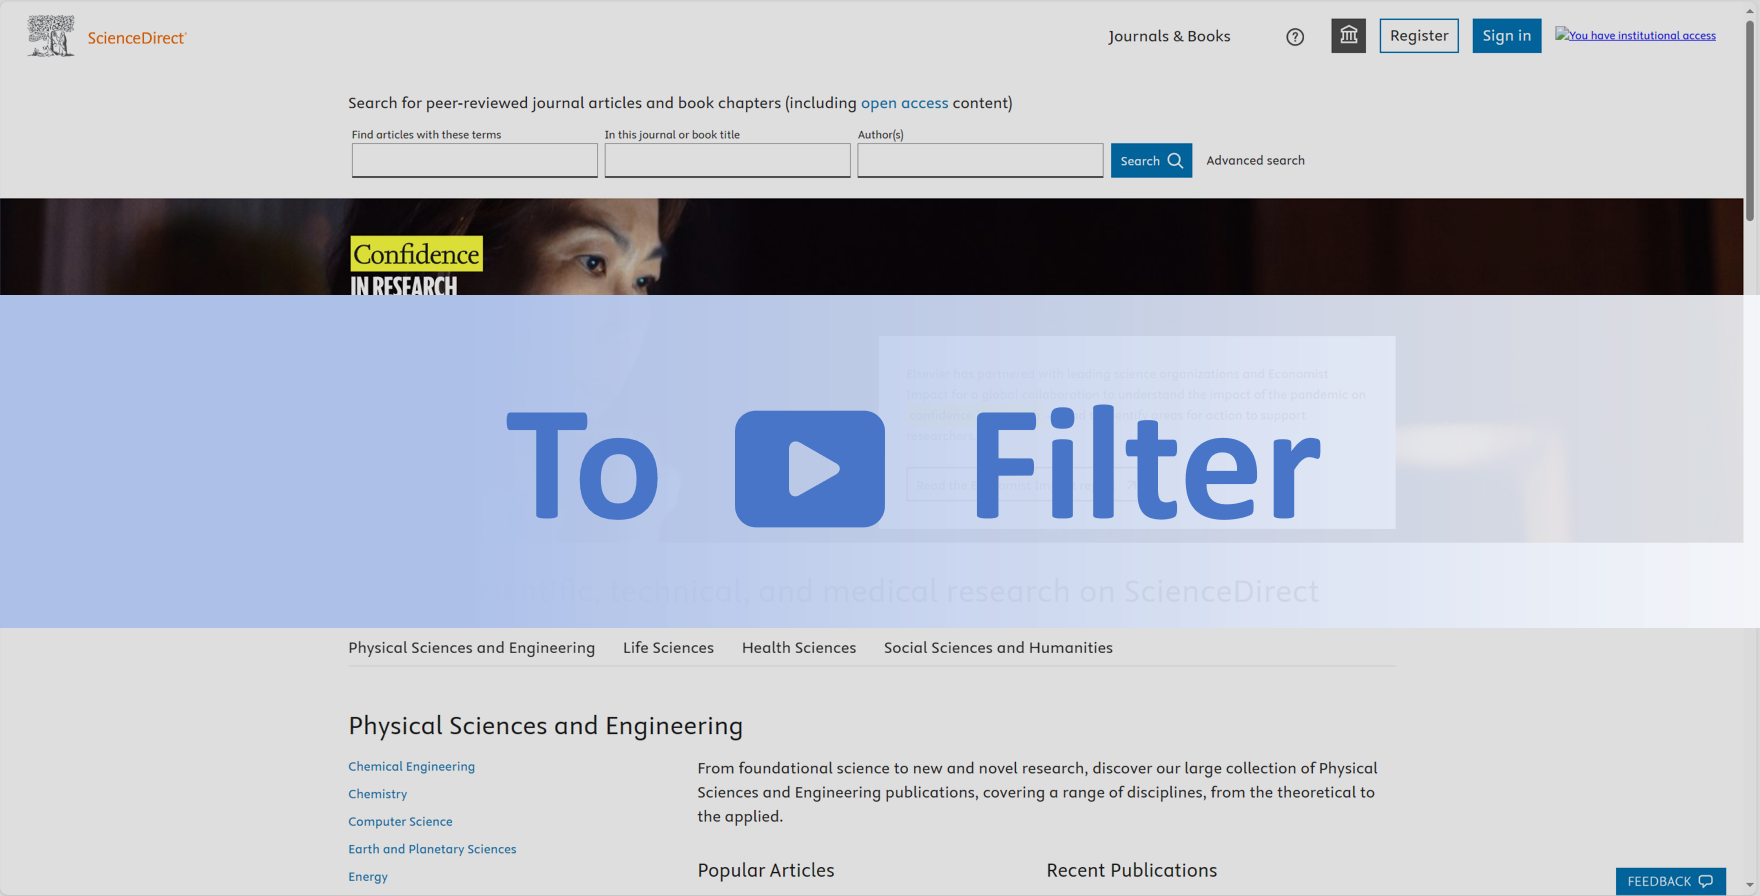 ScienceDirect
Journals & Books
?
Register
Sign in
You have institutional access
Search for peer-reviewed journal articles and book chapters (including open access content)
Find articles with these terms
In this journal or book title
Author(s)
Search
Advanced search
Confidence
IN RESEARCH
Elsevier has partnered with leading science organizations and Economist
Impact for a global collaboration to understand the impact of the pandemic on
confidence identify areas for action to support
researchers
Read the Economist Impact
To Filter
technical, and medical research on ScienceDirect
Physical Sciences and Engineering
Life Sciences
Health Sciences
Social Sciences and Humanities
Physical Sciences and Engineering
Chemical Engineering
Chemistry
Computer Science
Earth and Planetary Sciences
Energy
From foundational science to new and novel research, discover our large collection of Physical
Sciences and Engineering publications, covering a range of disciplines, from the theoretical to
the applied.
Popular Articles
Recent Publications
FEEDBACK